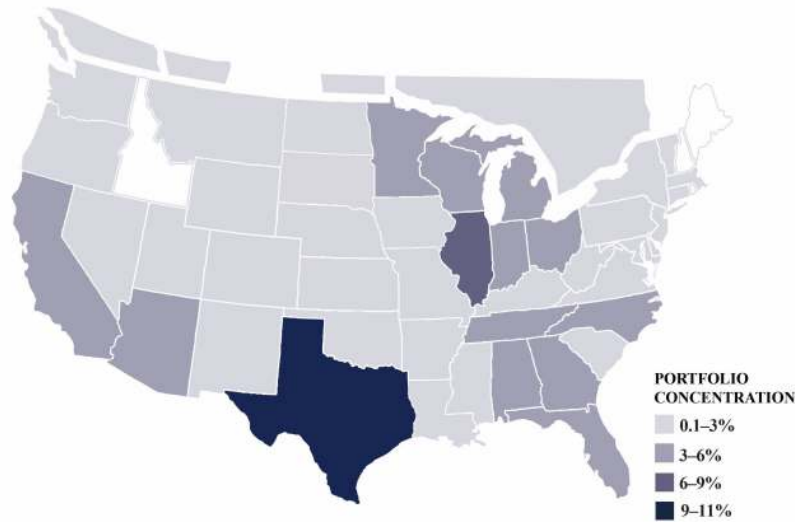 PORTFOLIO
CONCENTRATION
0.1–3%
3–6%
6–9%
9–11%